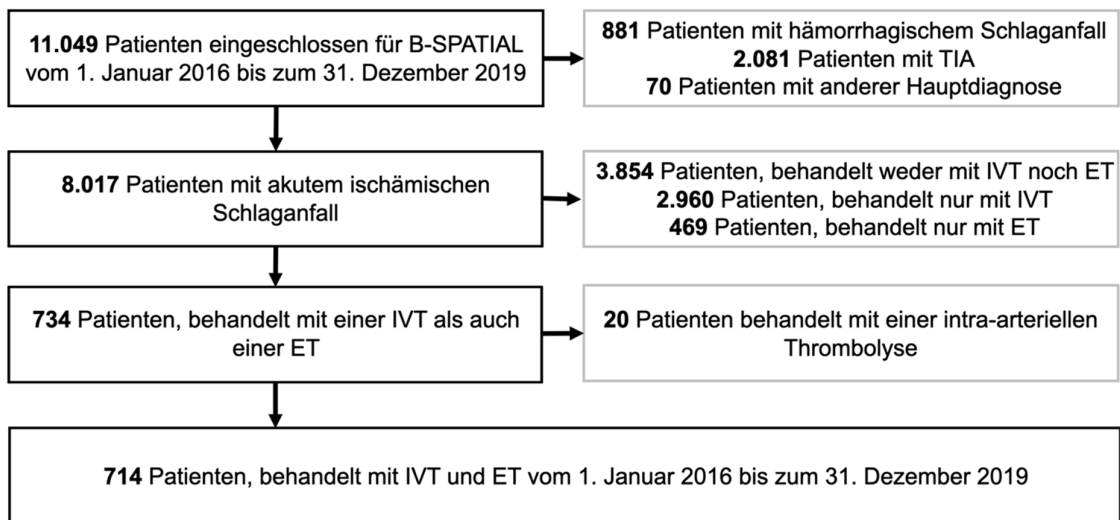 11.049 Patienten eingeschlossen für B-SPATIAL
vom 1. Januar 2016 bis zum 31. Dezember 2019
881 Patienten mit hämorrhagischem Schlaganfall
2.081 Patienten mit TIA
70 Patienten mit anderer Hauptdiagnose
8.017 Patienten mit akutem ischämischen
Schlaganfall
3.854 Patienten, behandelt weder mit IVT noch ET
2.960 Patienten, behandelt nur mit IVT
469 Patienten, behandelt nur mit ET
734 Patienten, behandelt mit einer IVT als auch
einer ET
20 Patienten behandelt mit einer intra-arteriellen
Thrombolyse
714 Patienten, behandelt mit IVT und ET vom 1. Januar 2016 bis zum 31. Dezember 2019